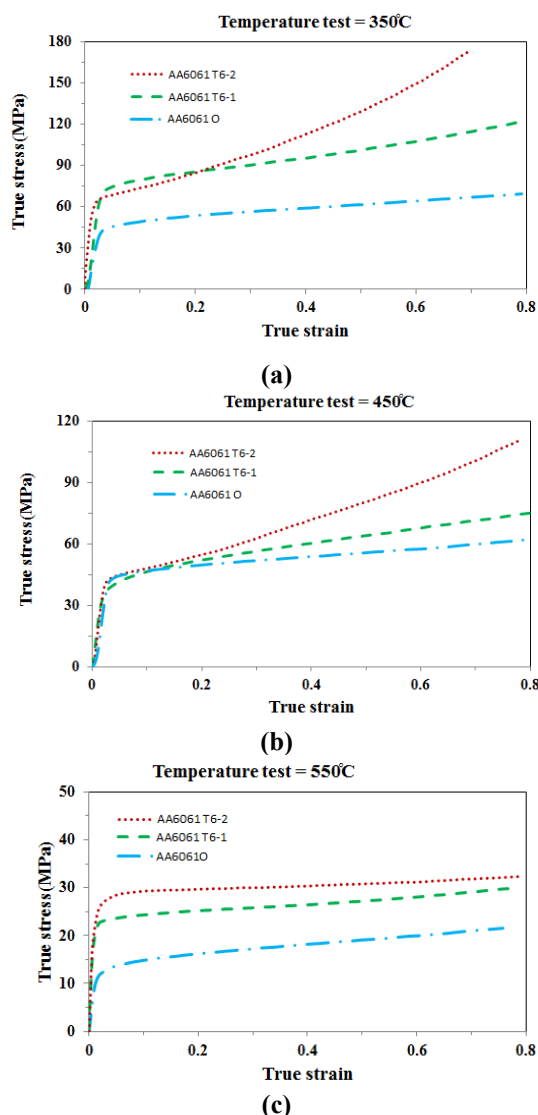 Temperature test = 350℃
True stress(MPa)
180
150
120
90
60
30
0
AA6061 T6-2
AA6061 T6-1
AA6061 O
0 0.2 0.4 0.6 0.8
True strain
(a)
Temperature test = 450℃
True stress(MPa)
120
90
60
30
0
AA6061 T6-2
AA6061 T6-1
AA6061 O
0 0.2 0.4 0.6 0.8
True strain
(b)
Temperature test = 550℃
True stress(MPa)
50
40
30
20
10
0
AA6061 T6-2
AA6061 T6-1
AA6061O
0 0.2 0.4 0.6 0.8
True strain
(c)